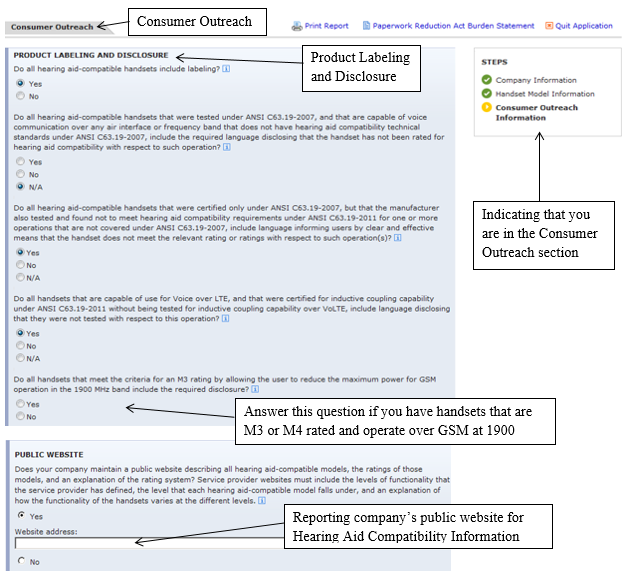 Consumer Outreach
Consumer Outreach
Print Report
Paperwork Reduction Act Burden Statement
Quit Application
PRODUCT LABELING AND DISCLOSURE
Do all hearing aid-compatible handsets include labeling?
Yes
No
Product Labeling
and Disclosure
Do all hearing aid-compatible handsets that were tested under ANSI C63.19-2007, and that are capable of voice
communication over any air interface or frequency band that does not have hearing aid compatibility technical
standards under ANSI C63.19-2007, include the required language disclosing that the handset has not been rated for
hearing aid compatibility with respect to such operation?
Yes
No
N/A
Do all hearing aid-compatible handsets that were certified only under ANSI C63.19-2007, but that the manufacturer
also tested and found not to meet hearing aid compatibility requirements under ANSI C63.19-2011 for one or more
operations that are not covered under ANSI C63.19-2007, include language informing users by clear and effective
means that the handset does not meet the relevant rating or ratings with respect to such operation(s)?
Yes
No
N/A
Do all handsets that are capable of use for Voice over LTE, and that were certified for inductive coupling capability
under ANSI C63.19-2011 without being tested for inductive coupling capability over VoLTE, include language disclosing
that they were not tested with respect to this operation?
Yes
No
N/A
Do all handsets that meet the criteria for an M3 rating by allowing the user to reduce the maximum power for GSM
operation in the 1900 MHz band include the required disclosure?
Yes
No
Answer this question if you have handsets that are
M3 or M4 rated and operate over GSM at 1900
STEPS
Company Information
Handset Model Information
Consumer Outreach
Information
Indicating that you
are in the Consumer
Outreach section
PUBLIC WEBSITE
Does your company maintain a public website describing all hearing aid-compatible models, the ratings of those
models, and an explanation of the rating system? Service provider websites must include the levels of functionality that
the service provider has defined, the level that each hearing aid-compatible model falls under, and an explanation of
how the functionality of the handsets varies at the different levels.
Yes
Website address:
No
Reporting company's public website for
Hearing Aid Compatibility Information